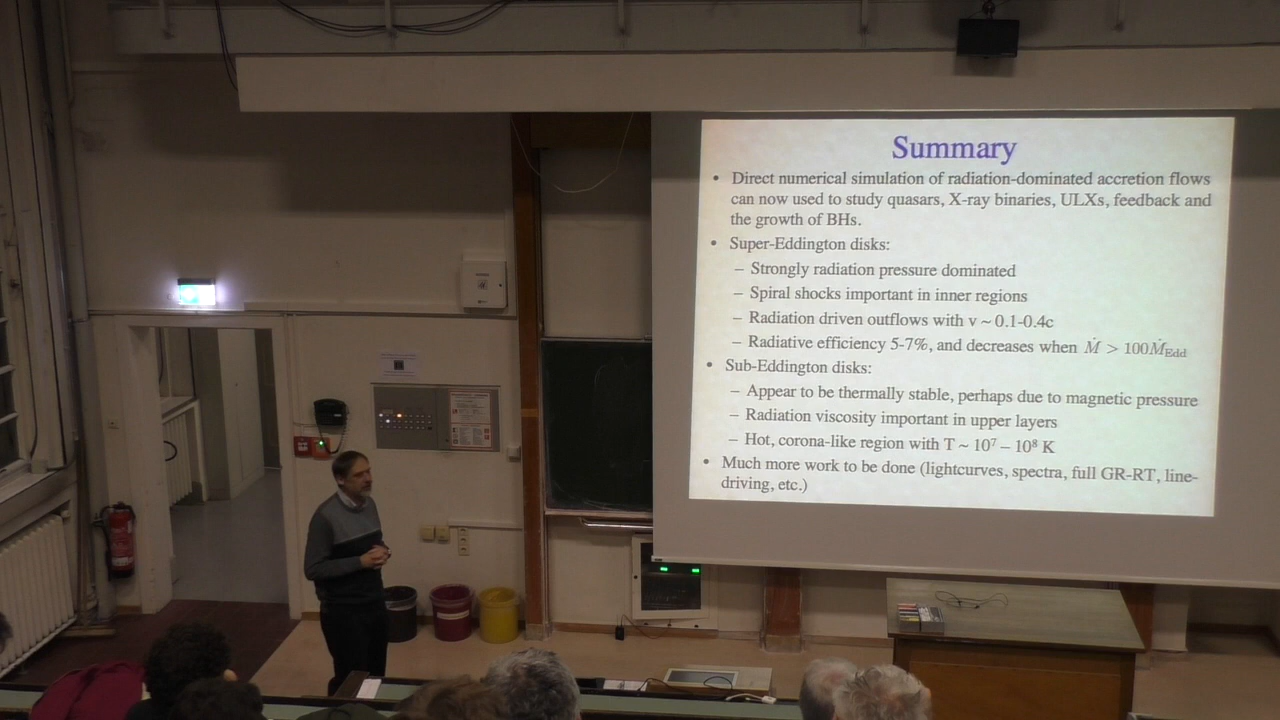 Summary
• Direct numerical simulation of radiation-dominated accretion flows
can now used to study quasars, X-ray binaries, ULXs, feedback and
the growth of BHs.
• Super-Eddington disks:
– Strongly radiation pressure dominated
– Spiral shocks important in inner regions
– Radiation driven outflows with v ~ 0.1-0.4c
– Radiative efficiency 5-7%, and decreases when Ṁ > 100Ṁ_Edd
• Sub-Eddington disks:
– Appear to be thermally stable, perhaps due to magnetic pressure
– Radiation viscosity important in upper layers
– Hot, corona-like region with T ~ 10⁷ – 10⁸ K
• Much more work to be done (lightcurves, spectra, full GR-RT, line-
driving, etc.)